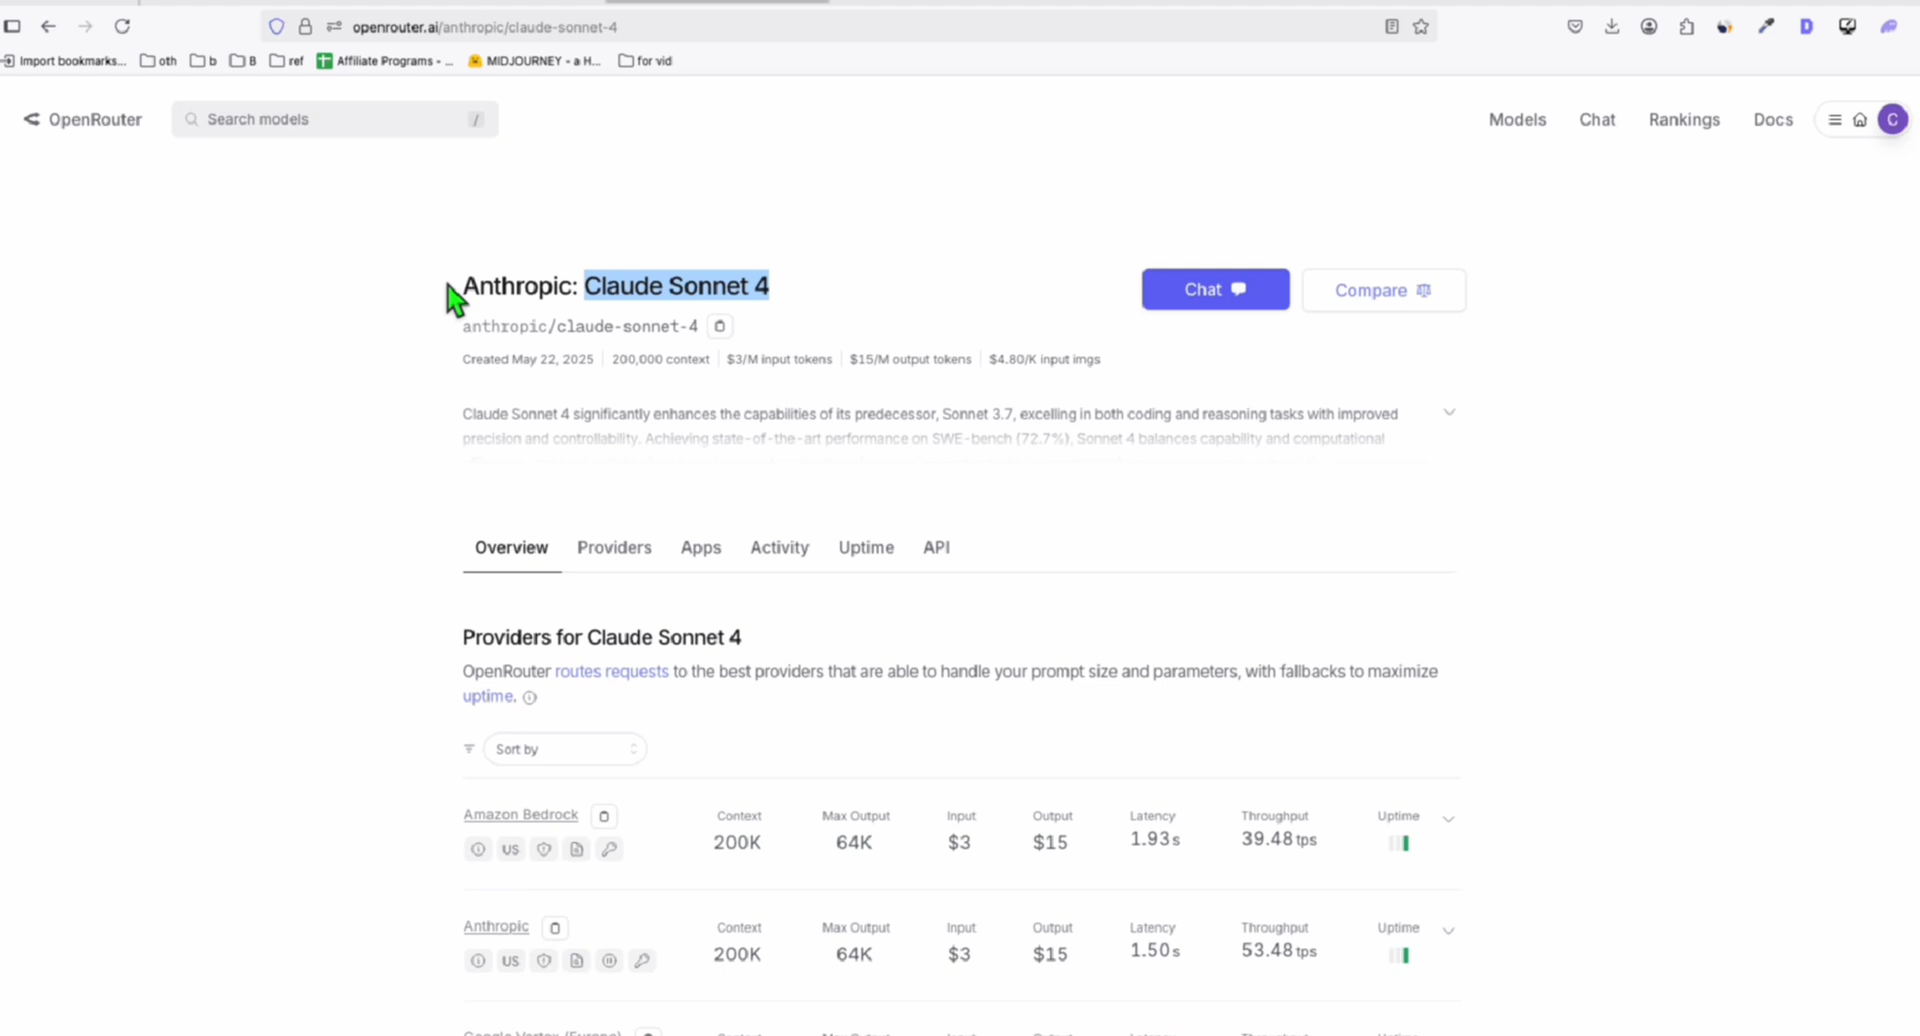 openrouter.ai/anthropic/claude-sonnet-4
Import bookmarks... oth b B ref Affiliate Programs - ... MIDJOURNEY - a H... for vid
OpenRouter Search models / Models Chat Rankings Docs C
Anthropic: Claude Sonnet 4 Chat Compare
anthropic/claude-sonnet-4
Created May 22, 2025 200,000 context $3/M input tokens $15/M output tokens $4.80/K input imgs
Claude Sonnet 4 significantly enhances the capabilities of its predecessor, Sonnet 3.7, excelling in both coding and reasoning tasks with improved
precision and controllability. Achieving state-of-the-art performance on SWE-bench (72.7%), Sonnet 4 balances capability and computational
Overview Providers Apps Activity Uptime API
Providers for Claude Sonnet 4
OpenRouter routes requests to the best providers that are able to handle your prompt size and parameters, with fallbacks to maximize
uptime.
Sort by
Amazon Bedrock Context Max Output Input Output Latency Throughput Uptime
US 200K 64K $3 $15 1.93s 39.48 tps
Anthropic Context Max Output Input Output Latency Throughput Uptime
US 200K 64K $3 $15 1.50s 53.48 tps